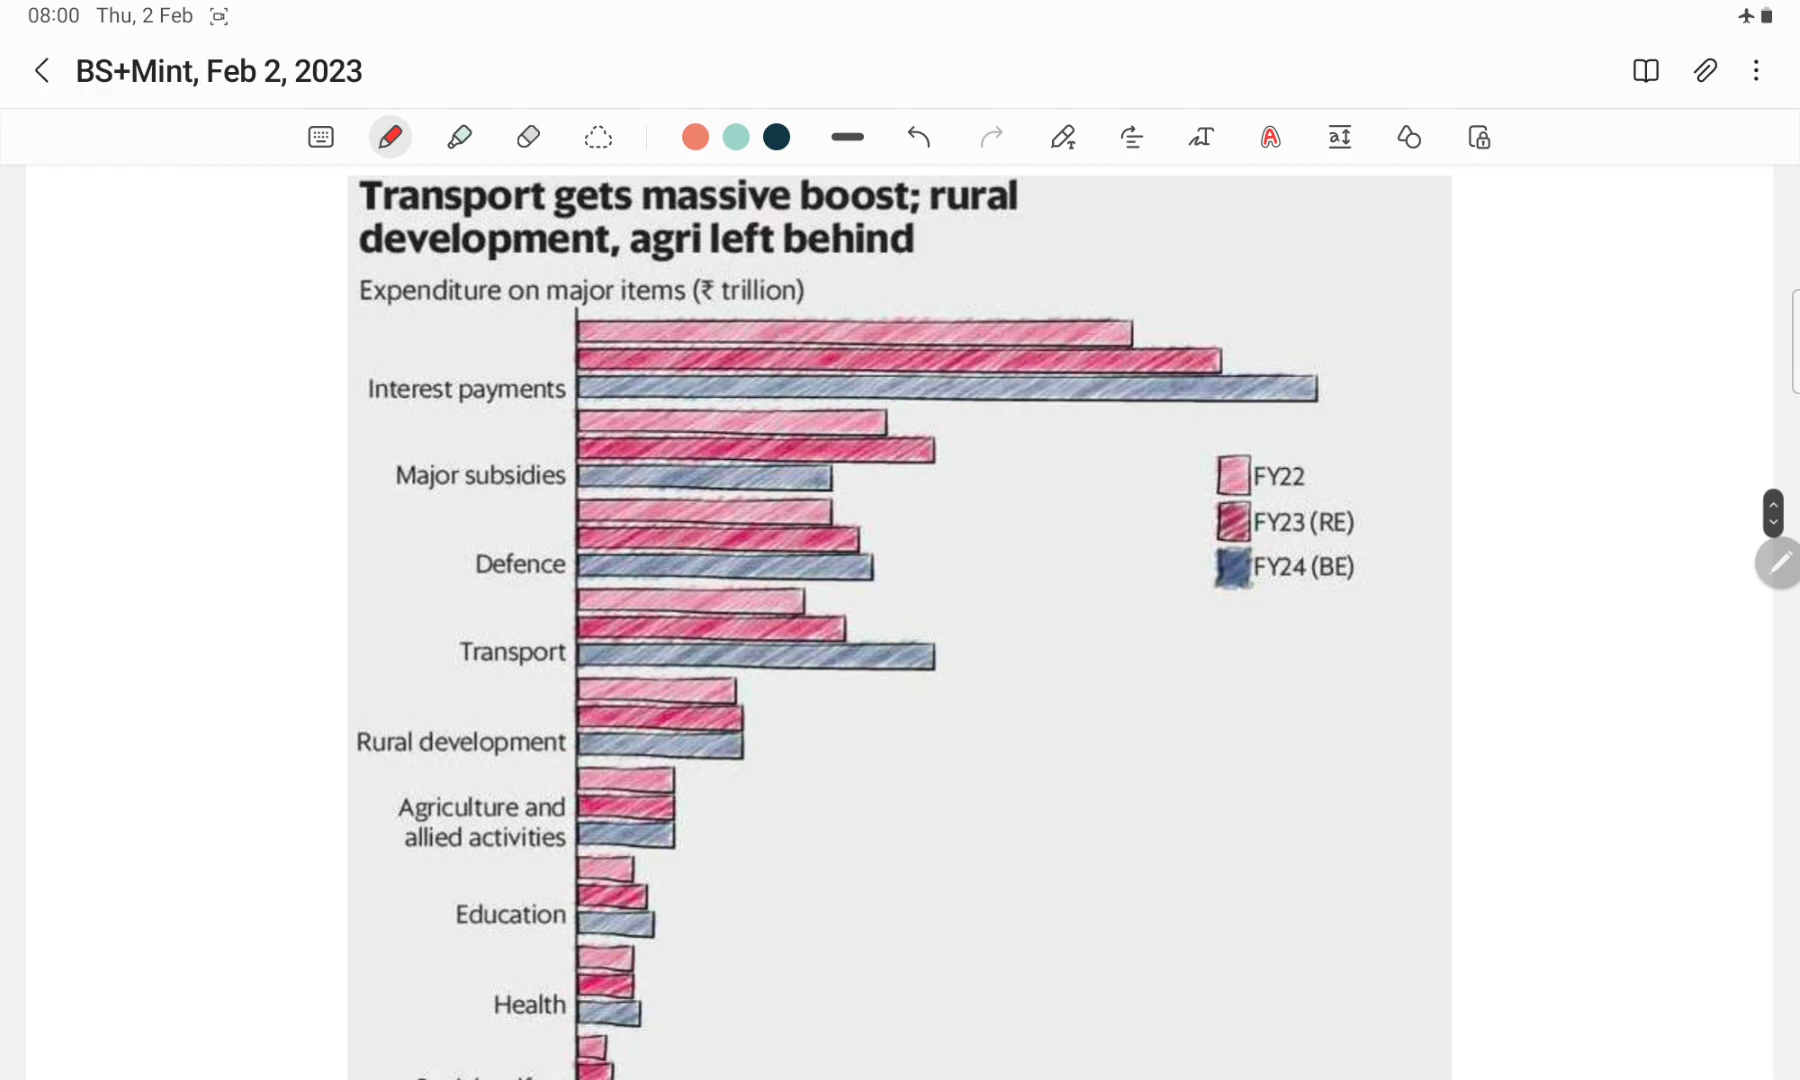 08:00 Thu, 2 Feb
BS+Mint, Feb 2, 2023
Transport gets massive boost; rural
development, agri left behind
Expenditure on major items (₹ trillion)
Interest payments
Major subsidies
Defence
Transport
Rural development
Agriculture and
allied activities
Education
Health
FY22
FY23 (RE)
FY24 (BE)